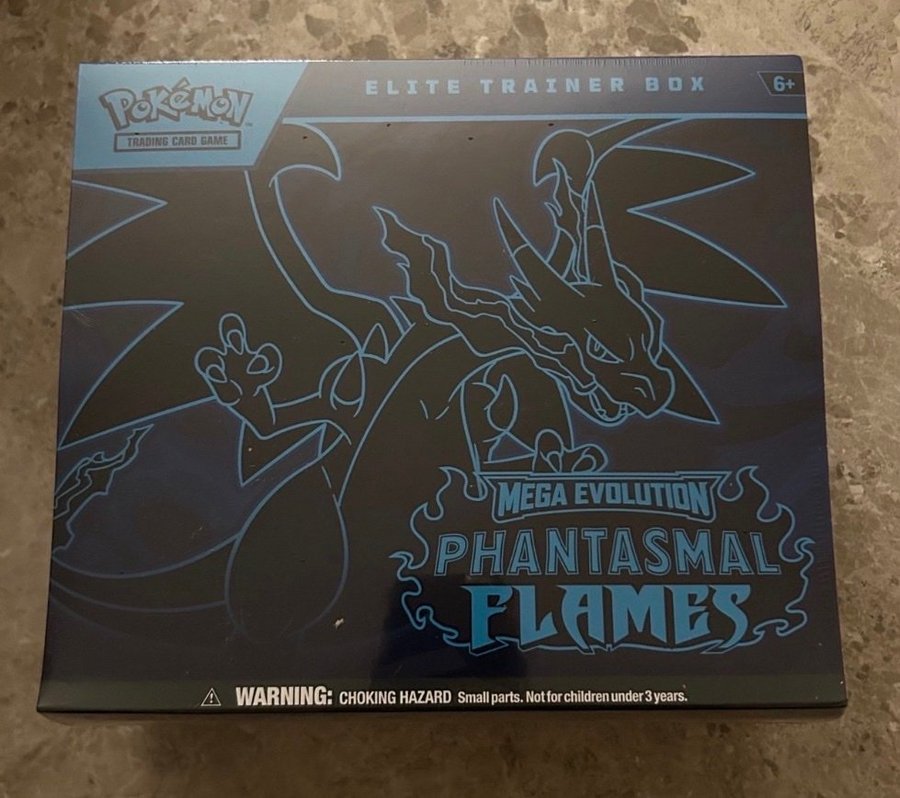 POKéMON
TRADING CARD GAME
ELITE TRAINER BOX
6+
MEGA EVOLUTION
PHANTASMAL
FLAMES
WARNING: CHOKING HAZARD Small parts. Not for children under 3 years.